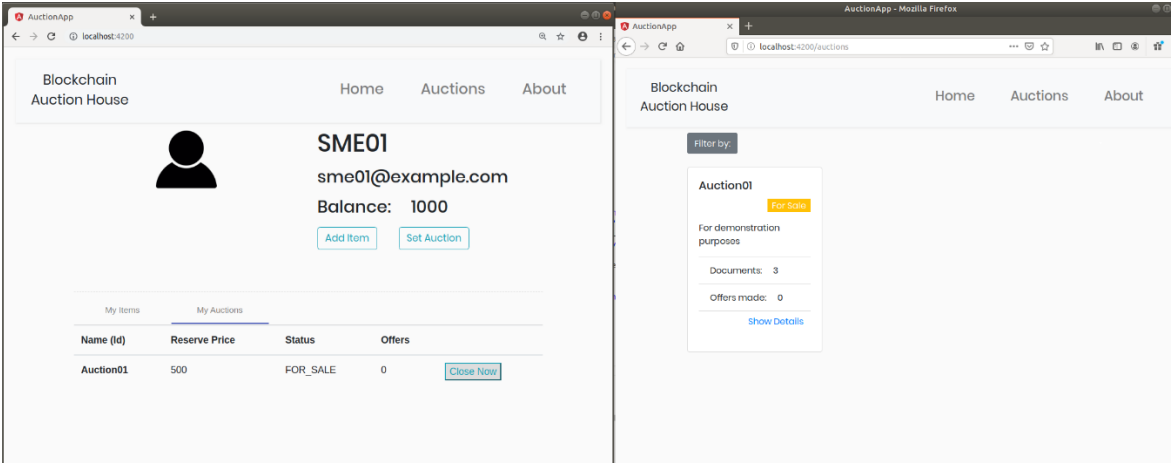 AuctionApp
localhost:4200
Blockchain
Auction House
Home Auctions About
SME01
sme01@example.com
Balance: 1000
Add Item Set Auction
My Items My Auctions
Name (Id) Reserve Price Status Offers
Auction01 500 FOR_SALE 0 Close Now
AuctionApp - Mozilla Firefox
AuctionApp
localhost:4200/auctions
Blockchain
Auction House
Home Auctions About
Filter by:
Auction01
For Sale
For demonstration
purposes
Documents: 3
Offers made: 0
Show Details